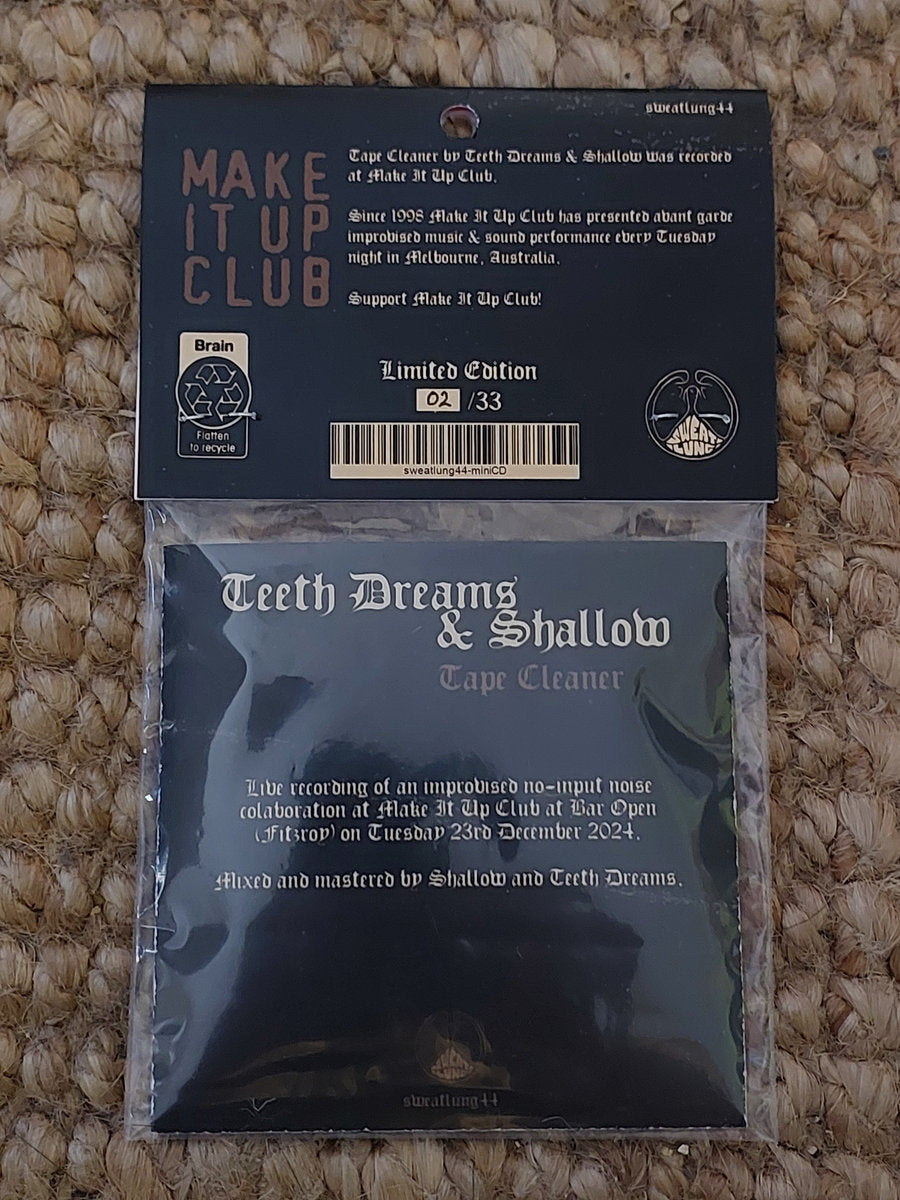 sweatlung44
MAKE
IT UP
CLUB
Tape Cleaner by Teeth Dreams & Shallow was recorded
at Make It Up Club.
Since 1998 Make It Up Club has presented avant garde
improvised music & sound performance every Tuesday
night in Melbourne, Australia.
Support Make It Up Club!
Brain
Flatten
to recycle
Limited Edition
02 /33
sweatlung44-miniCD
SWEAT
LUNG
Teeth Dreams
& Shallow
Tape Cleaner
Live recording of an improvised no-input noise
colaboration at Make It Up Club at Bar Open
(Fitzroy) on Tuesday 23rd December 2024.
Mixed and mastered by Shallow and Teeth Dreams.
SWEAT
LUNG
sweatlung44